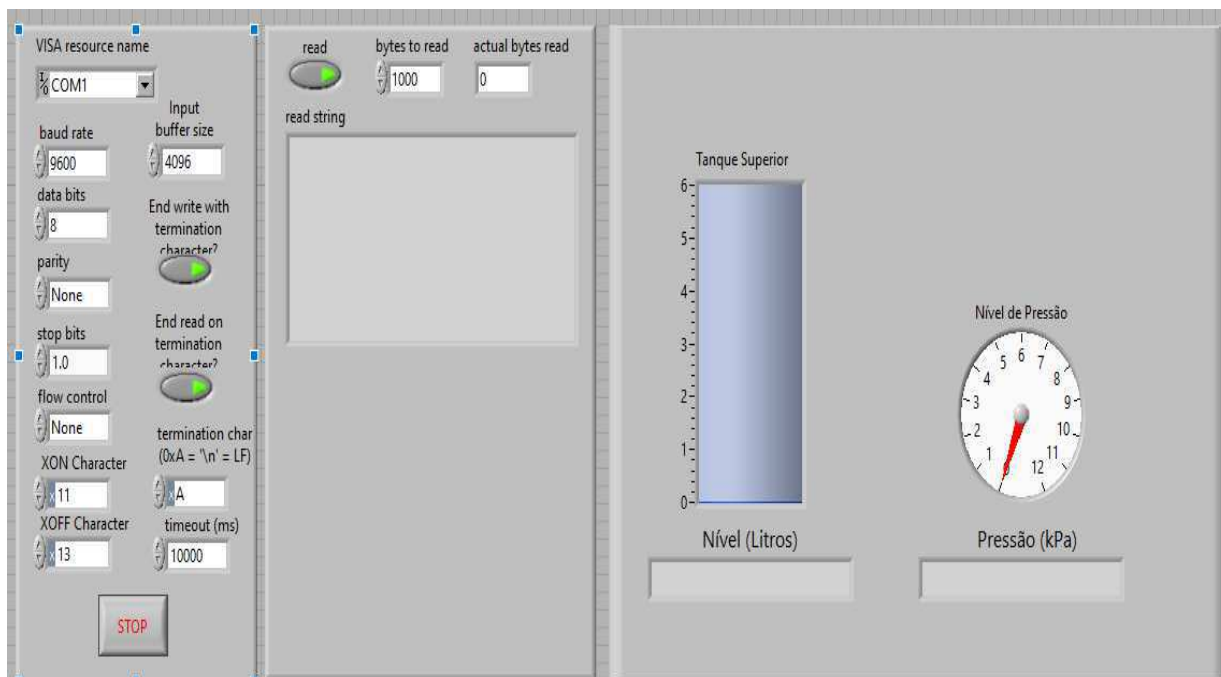 VISA resource name
COM1
baud rate
9600
Input
buffer size
4096
data bits
8
End write with
termination
character?
parity
None
stop bits
1.0
End read on
termination
character?
flow control
None
termination char
(0xA = '\n' = LF)
x A
XON Character
x 11
XOFF Character
x 13
timeout (ms)
10000
STOP
read
bytes to read
1000
actual bytes read
0
read string
Tanque Superior
6
5
4
3
2
1
0
Nível (Litros)
Nível de Pressão
0
1
2
3
4
5
6
7
8
9
10
11
12
Pressão (kPa)